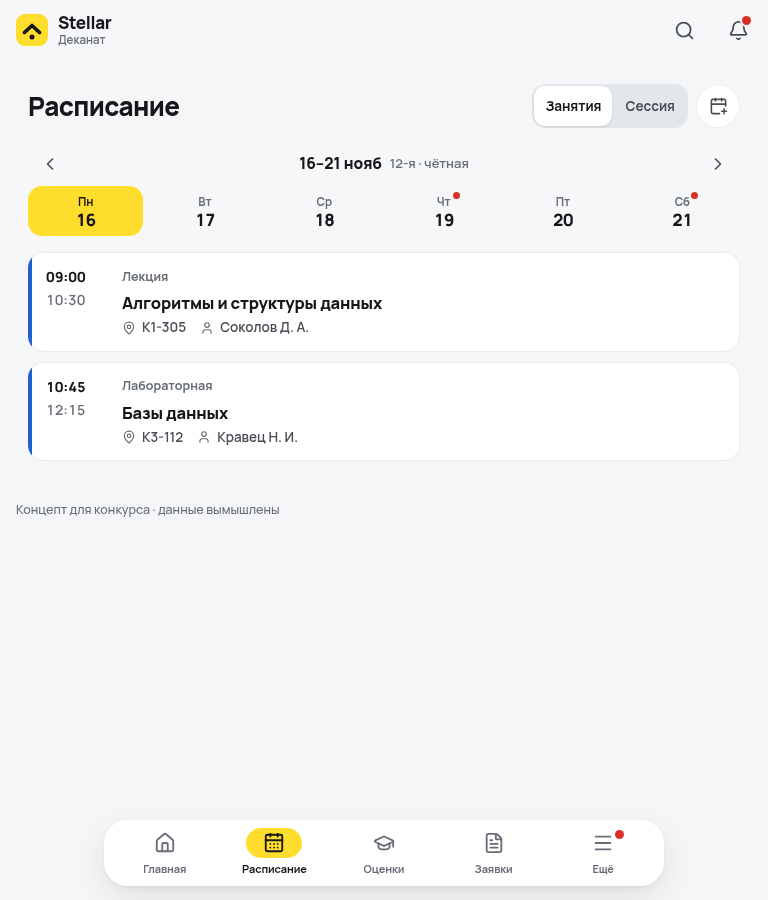 Stellar
Деканат
Расписание
Занятия Сессия
16–21 нояб 12-я · чётная
Пн Вт Ср Чт Пт Сб
16 17 18 19 20 21
09:00 Лекция
10:30 Алгоритмы и структуры данных
К1-305 Соколов Д. А.
10:45 Лабораторная
12:15 Базы данных
К3-112 Кравец Н. И.
Концепт для конкурса · данные вымышлены
Главная Расписание Оценки Заявки Ещё